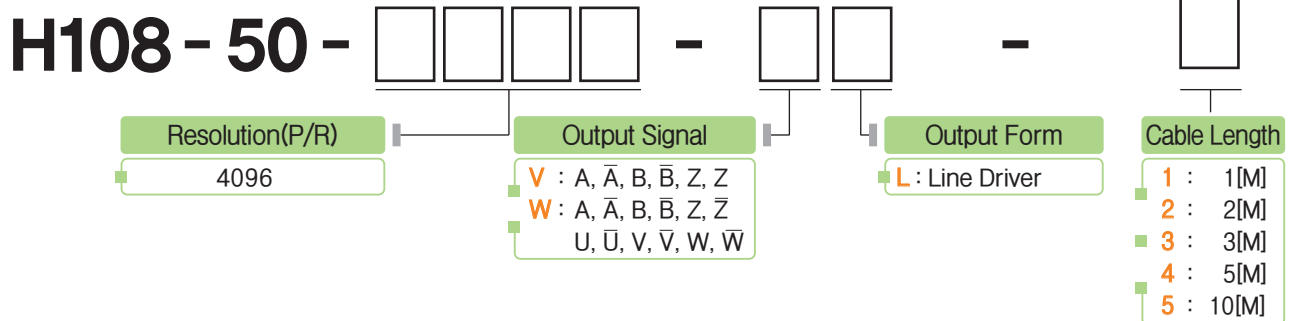 H108 - 50 - □□□□ - □□ - □
Resolution(P/R)
4096
Output Signal
V : A, A̅, B, B̅, Z, Z
W : A, A̅, B, B̅, Z, Z̅
U, U̅, V, V̅, W, W̅
Output Form
L : Line Driver
Cable Length
1 : 1[M]
2 : 2[M]
3 : 3[M]
4 : 5[M]
5 : 10[M]